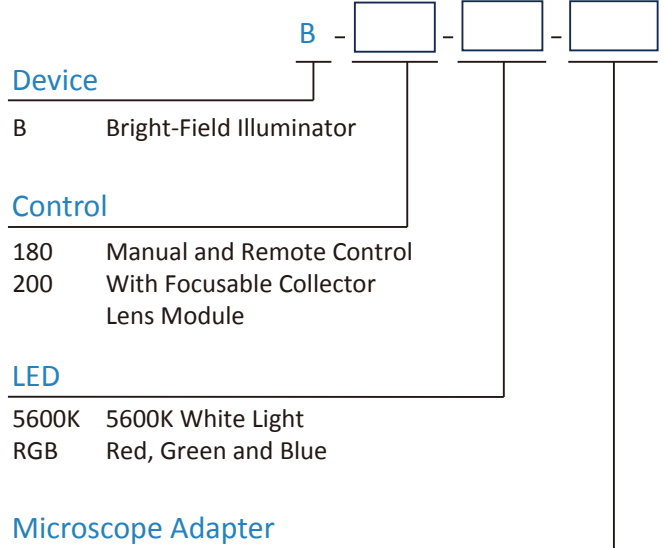 B - - -
Device
B Bright-Field Illuminator
Control
180 Manual and Remote Control
200 With Focusable Collector
Lens Module
LED
5600K 5600K White Light
RGB Red, Green and Blue
Microscope Adapter